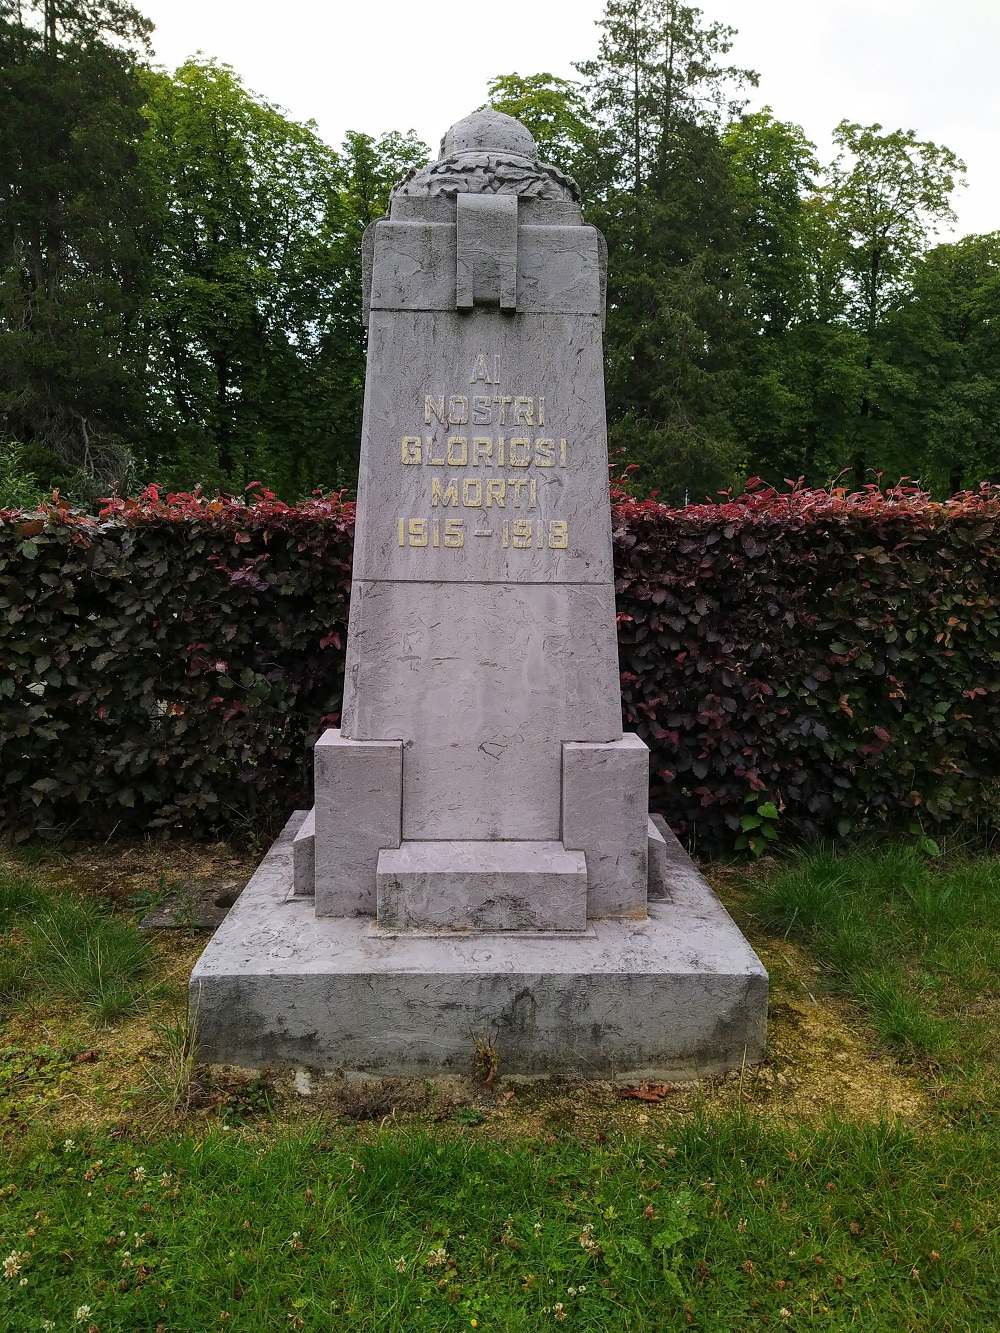 AI
NOSTRI
GLORIOSI
MORTI
1915 - 1918